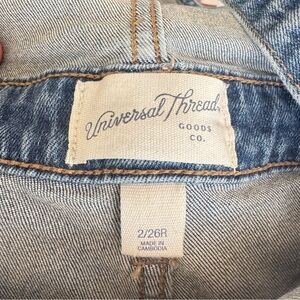 Universal Thread
GOODS
CO.
2/26R
MADE IN
CAMBODIA